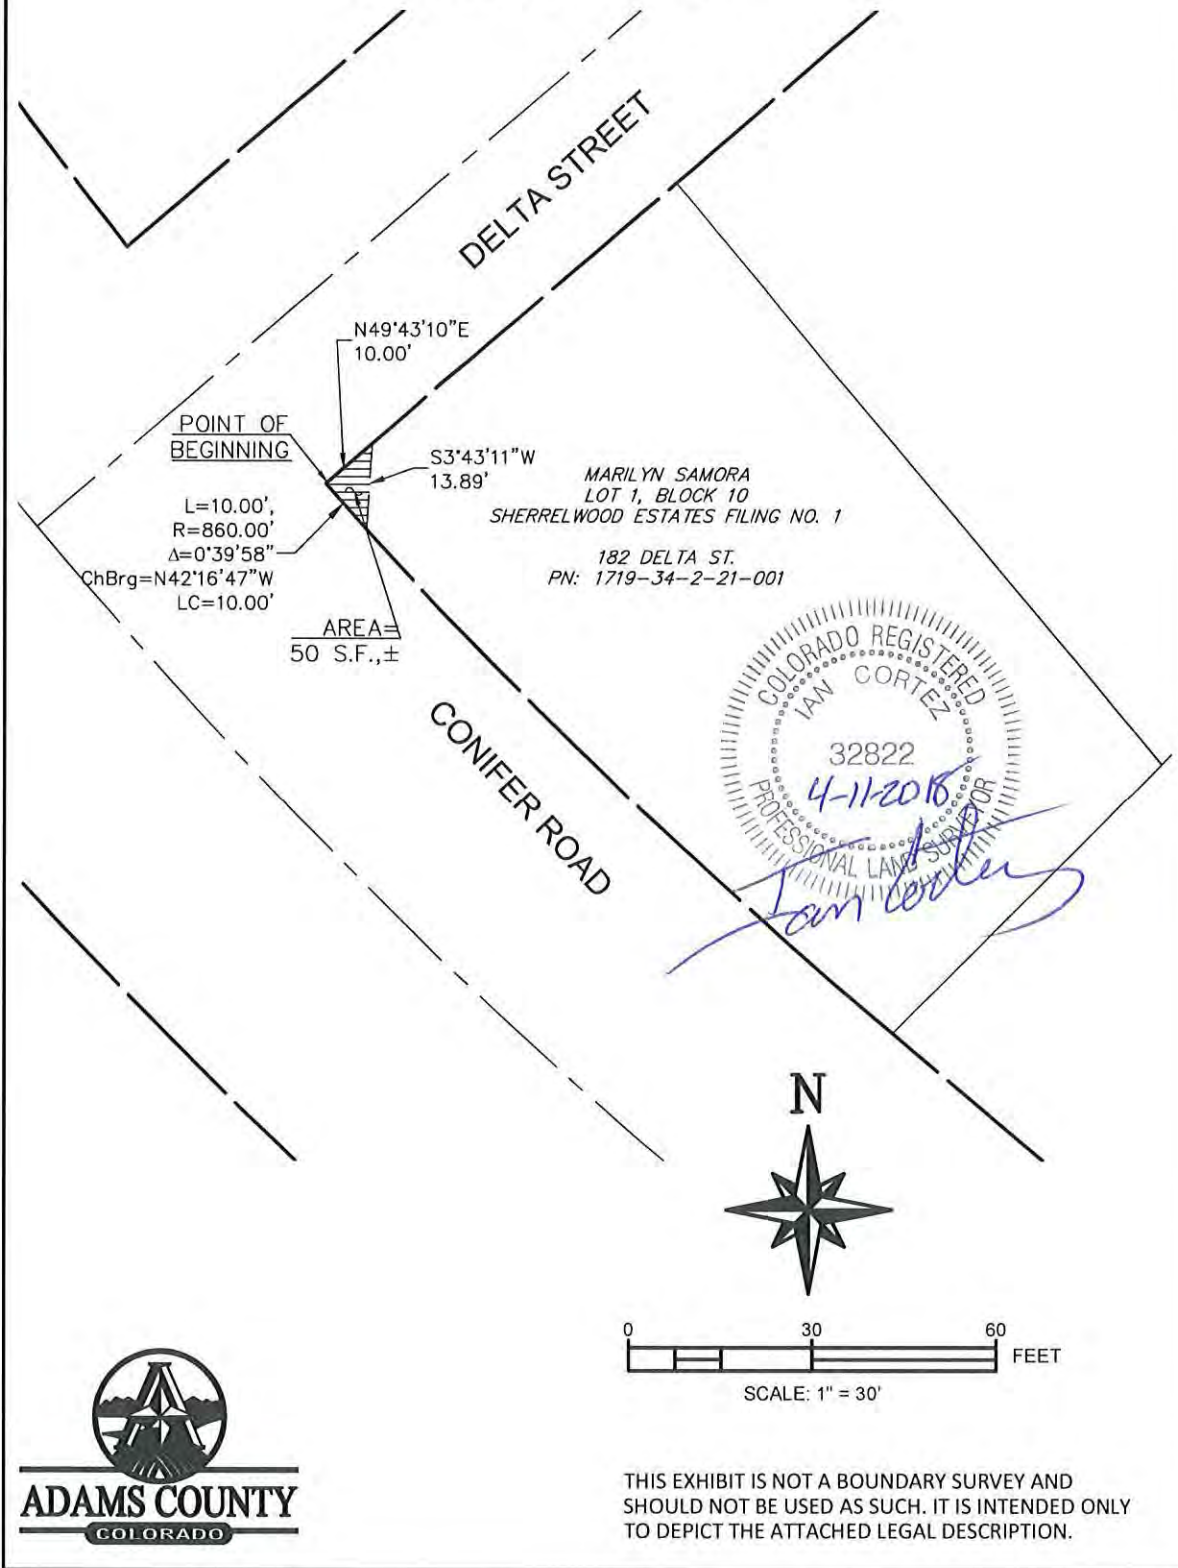 DELTA STREET
N49°43'10"E
10.00'
POINT OF
BEGINNING
S3°43'11"W
13.89'
L=10.00',
R=860.00'
Δ=0°39'58"
ChBrg=N42°16'47"W
LC=10.00'
AREA=
50 S.F.,±
MARILYN SAMORA
LOT 1, BLOCK 10
SHERRELWOOD ESTATES FILING NO. 1
182 DELTA ST.
PN: 1719-34-2-21-001
CONIFER ROAD
COLORADO REGISTERED
IAN CORTEZ
32822
4-11-2018
PROFESSIONAL LAND SURVEYOR
Ian Cortez
N
0 30 60
FEET
SCALE: 1" = 30'
ADAMS COUNTY
COLORADO
THIS EXHIBIT IS NOT A BOUNDARY SURVEY AND
SHOULD NOT BE USED AS SUCH. IT IS INTENDED ONLY
TO DEPICT THE ATTACHED LEGAL DESCRIPTION.